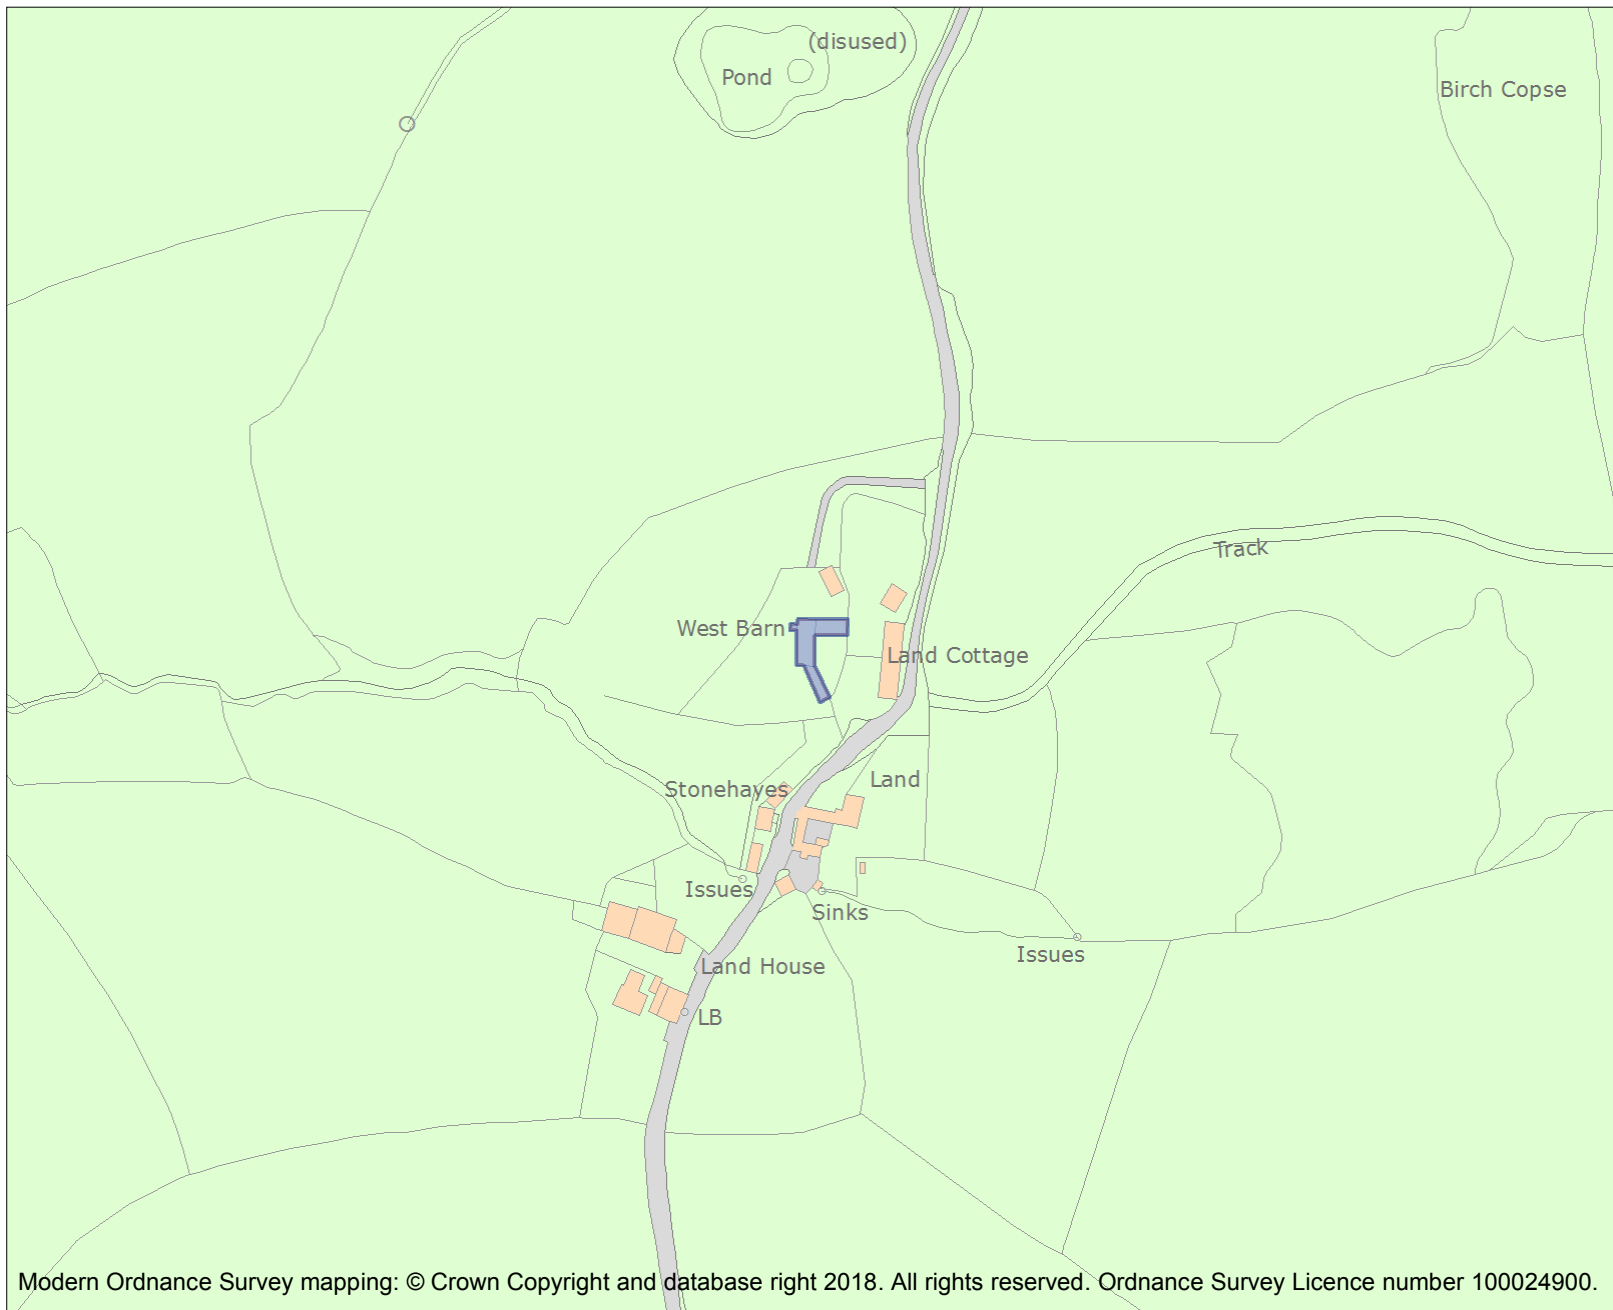 (disused)
Pond
Birch Copse
Track
West Barn
Land Cottage
Land
Stonehayes
Issues
Sinks
Issues
Land House
LB
Modern Ordnance Survey mapping: © Crown Copyright and database right 2018. All rights reserved. Ordnance Survey Licence number 100024900.